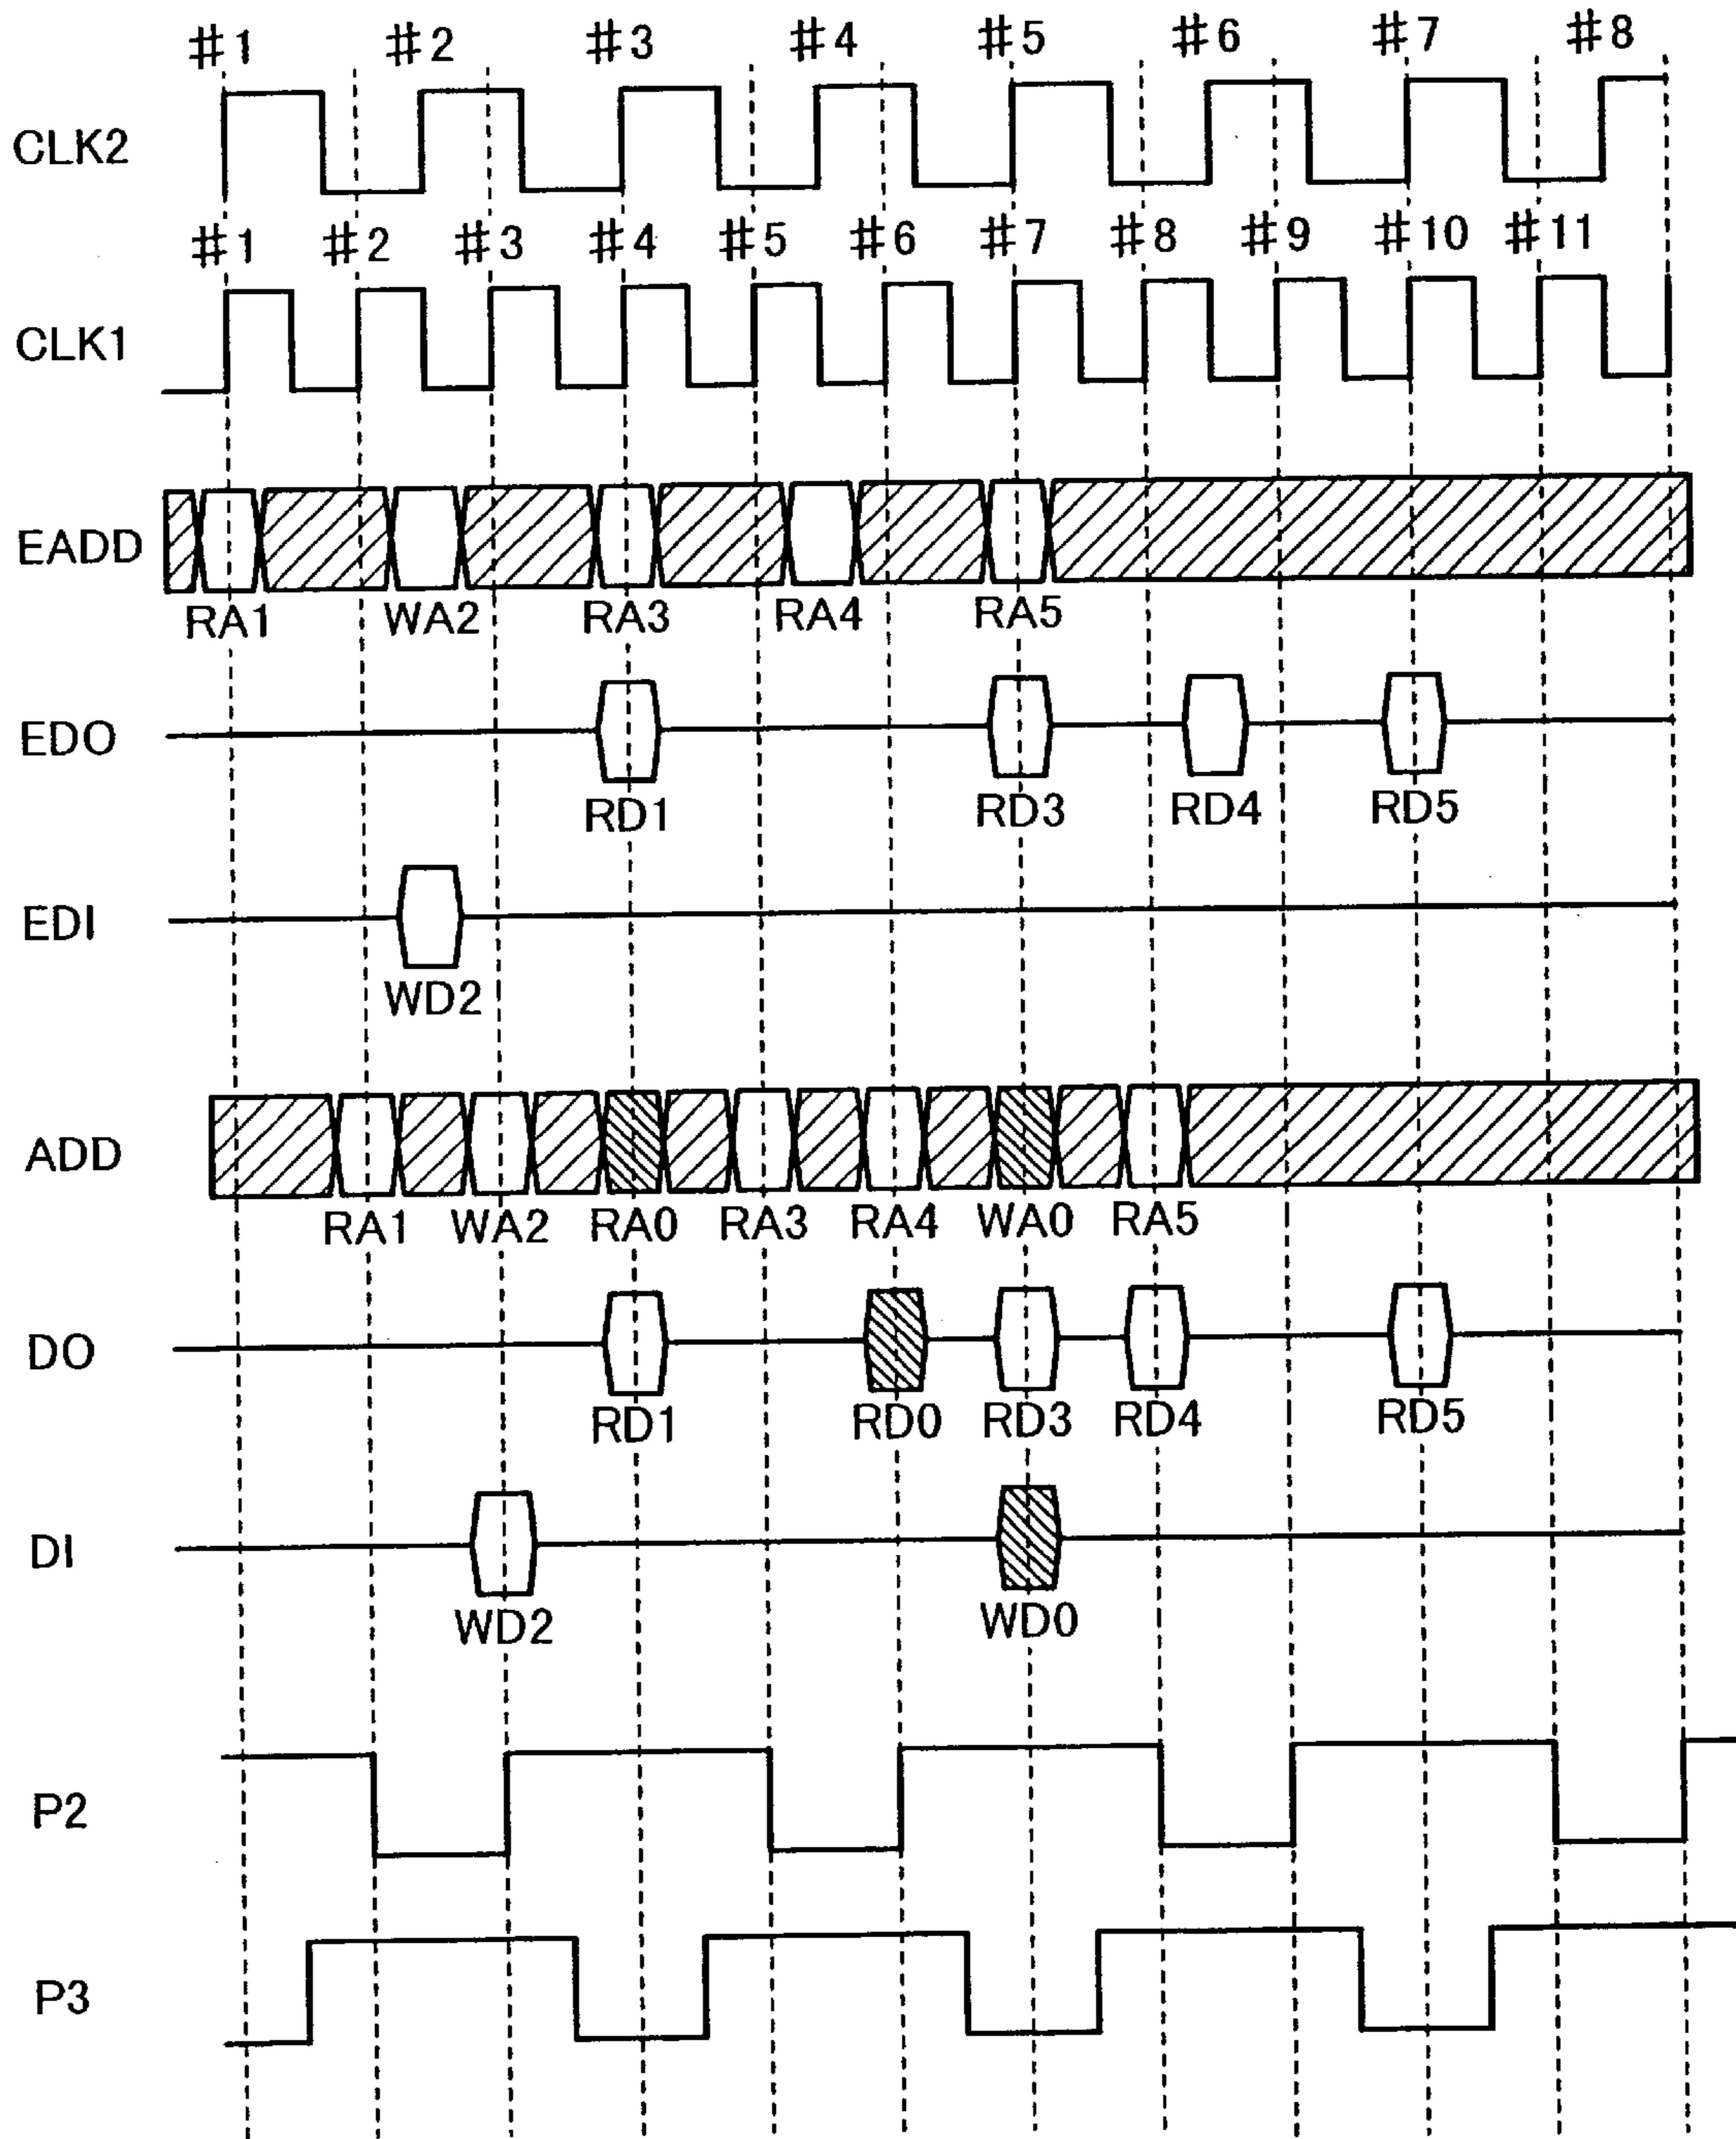 #1 #2 #3 #4 #5 #6 #7 #8
CLK2
#1 #2 #3 #4 #5 #6 #7 #8 #9 #10 #11
CLK1
EADD
RA1 WA2 RA3 RA4 RA5
EDO
RD1 RD3 RD4 RD5
EDI
WD2
ADD
RA1 WA2 RA0 RA3 RA4 WA0 RA5
DO
RD1 RD0 RD3 RD4 RD5
DI
WD2 WD0
P2
P3